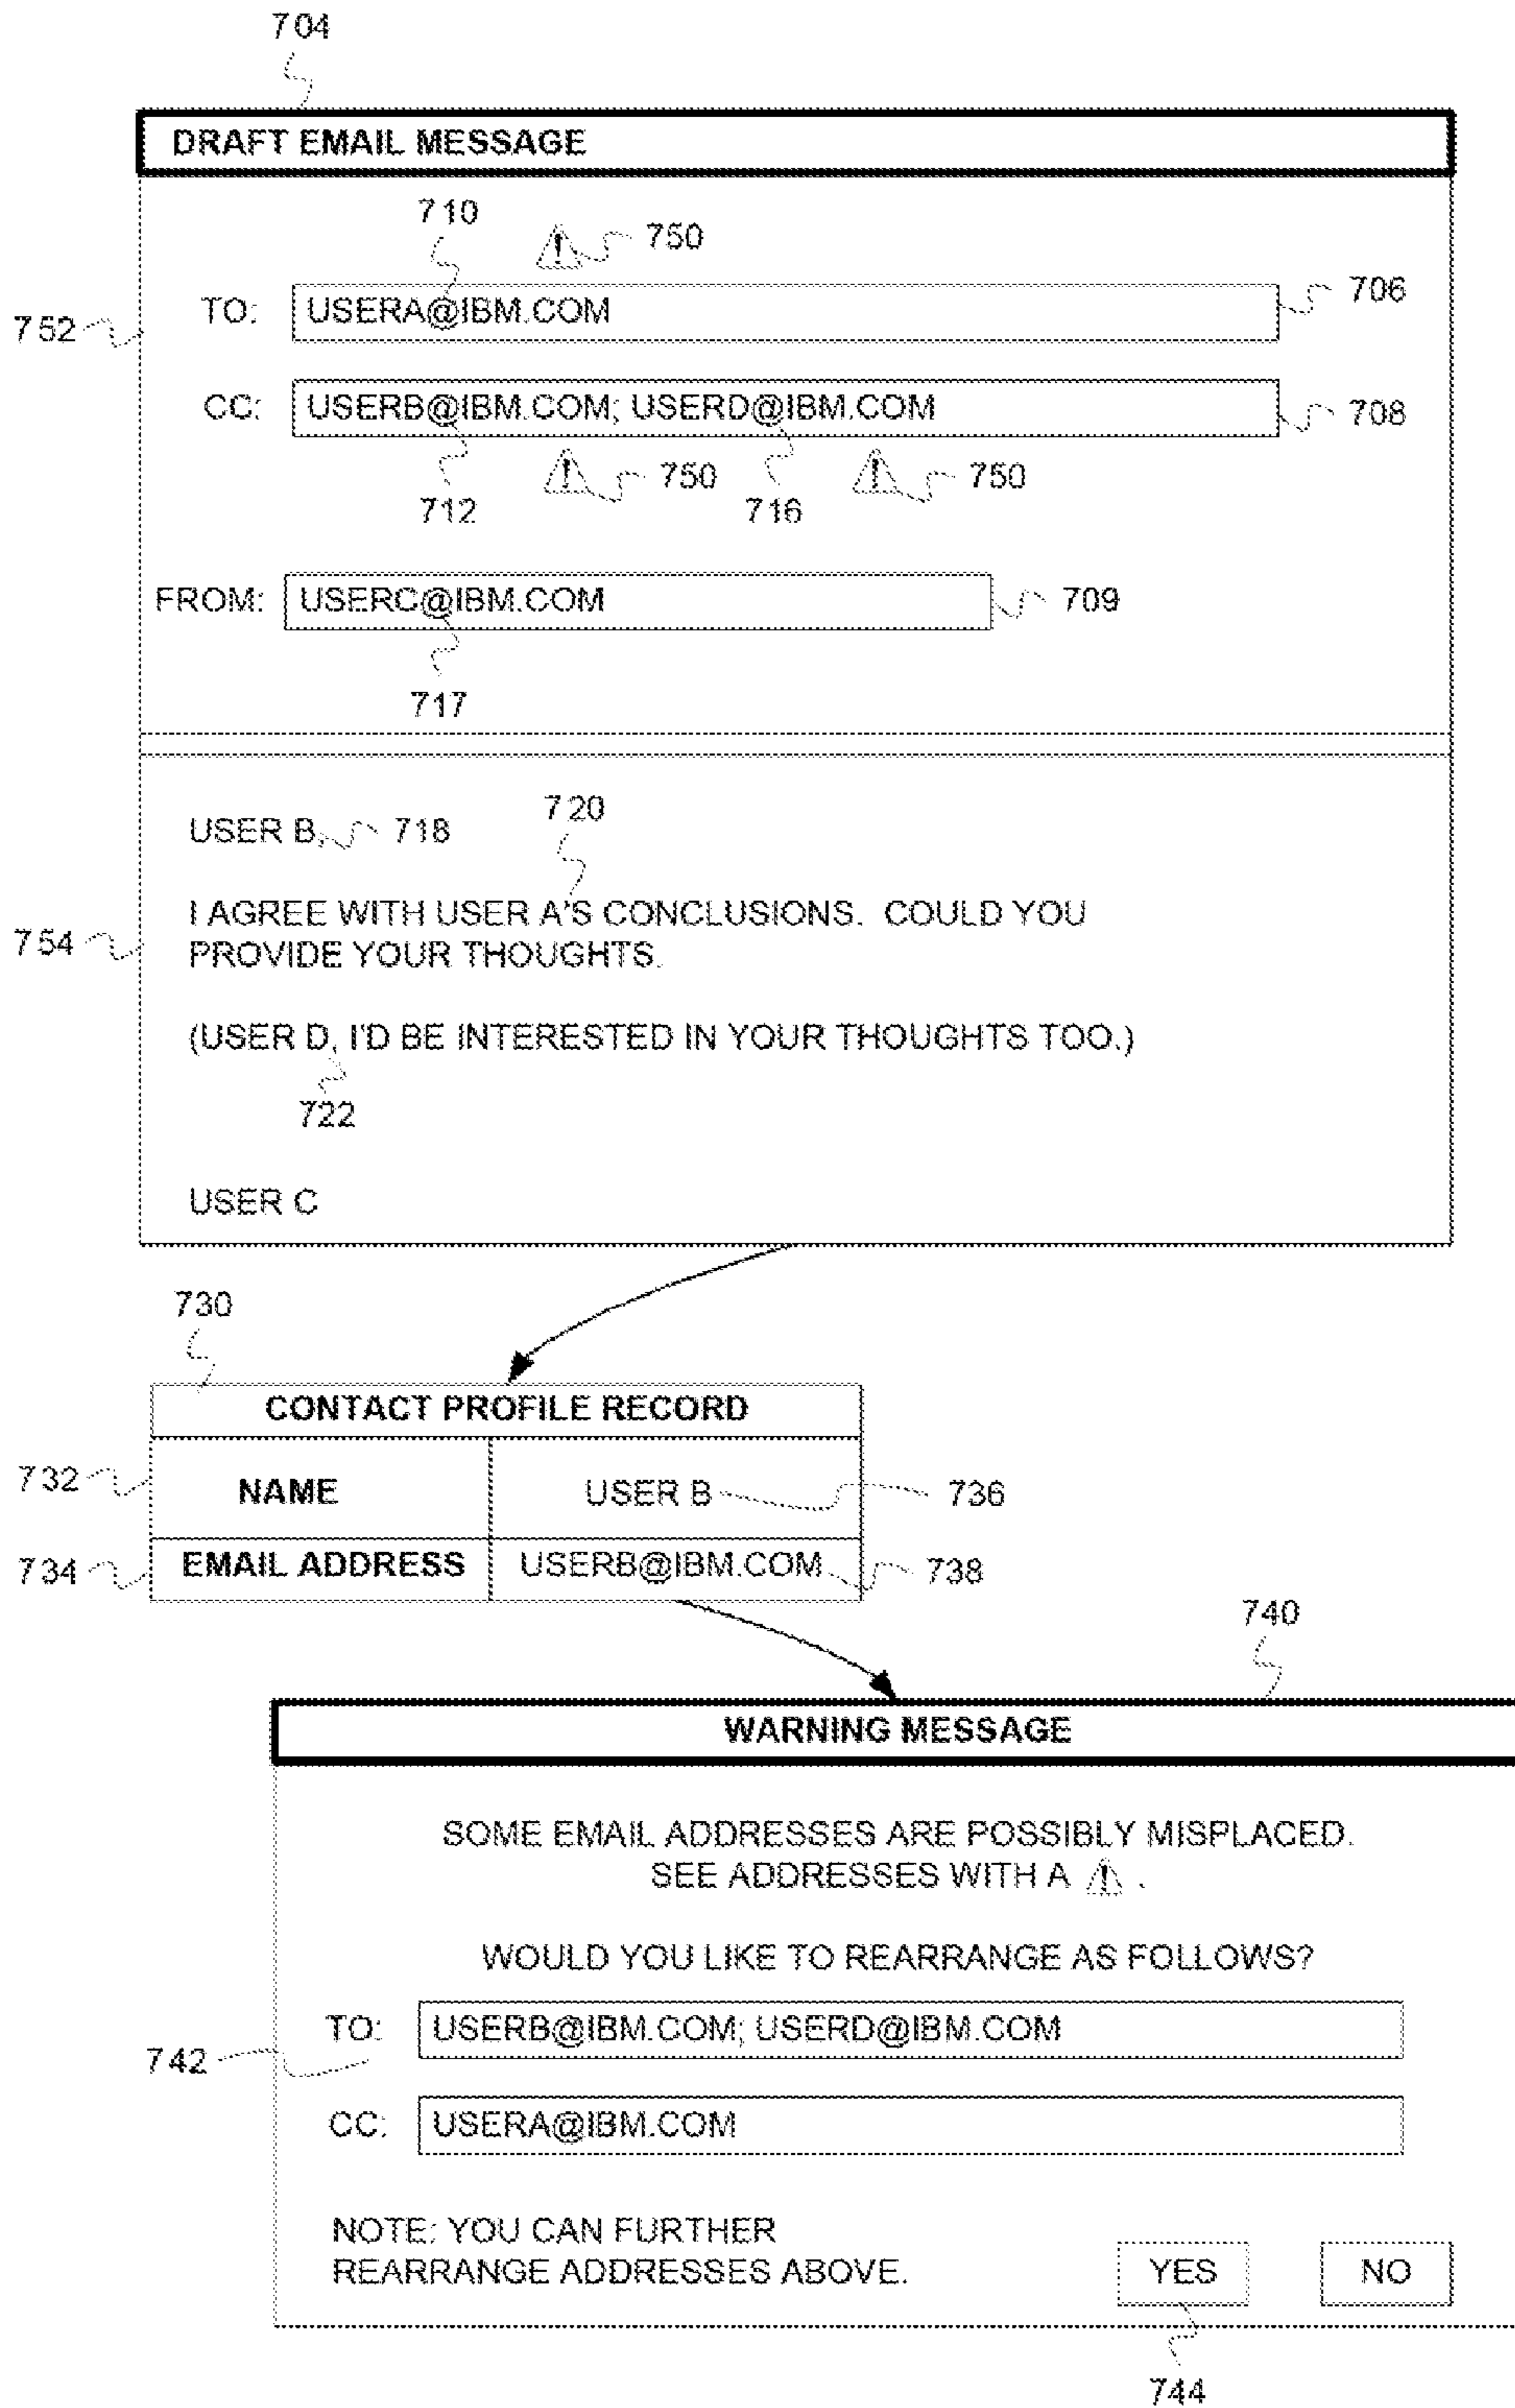 704
DRAFT EMAIL MESSAGE
710
⚠ 750
TO: USERA@IBM.COM 706
752
CC: USERB@IBM.COM; USERD@IBM.COM 708
712 ⚠ 750 716 ⚠ 750
FROM: USERC@IBM.COM 709
717
USER B, 718
720
I AGREE WITH USER A'S CONCLUSIONS. COULD YOU
754
PROVIDE YOUR THOUGHTS.
(USER D, I'D BE INTERESTED IN YOUR THOUGHTS TOO.)
722
USER C
730
CONTACT PROFILE RECORD
732 NAME USER B 736
734 EMAIL ADDRESS USERB@IBM.COM 738
740
WARNING MESSAGE
SOME EMAIL ADDRESSES ARE POSSIBLY MISPLACED.
SEE ADDRESSES WITH A ⚠ .
WOULD YOU LIKE TO REARRANGE AS FOLLOWS?
TO: USERB@IBM.COM; USERD@IBM.COM
742
CC: USERA@IBM.COM
NOTE: YOU CAN FURTHER
REARRANGE ADDRESSES ABOVE. YES NO
744